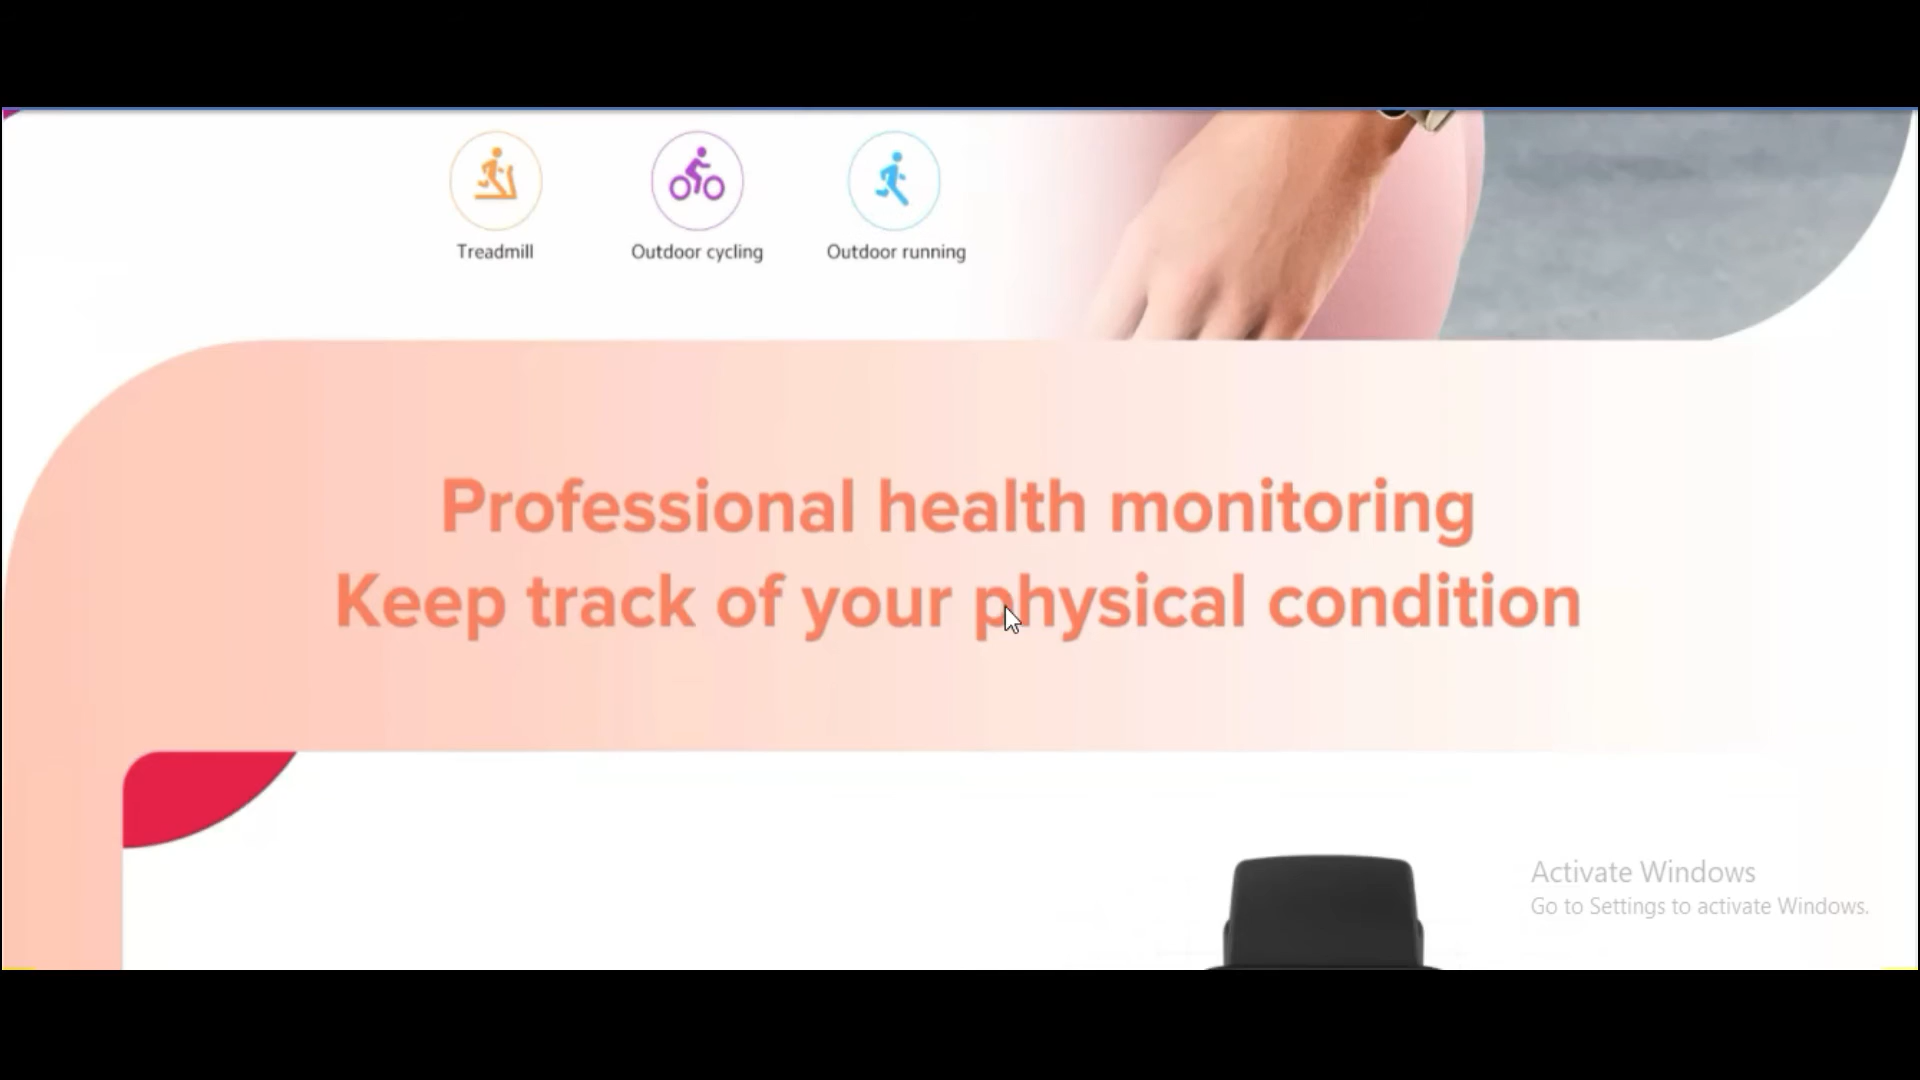 Treadmill
Outdoor cycling
Outdoor running
Professional health monitoring
Keep track of your physical condition
Activate Windows
Go to Settings to activate Windows.